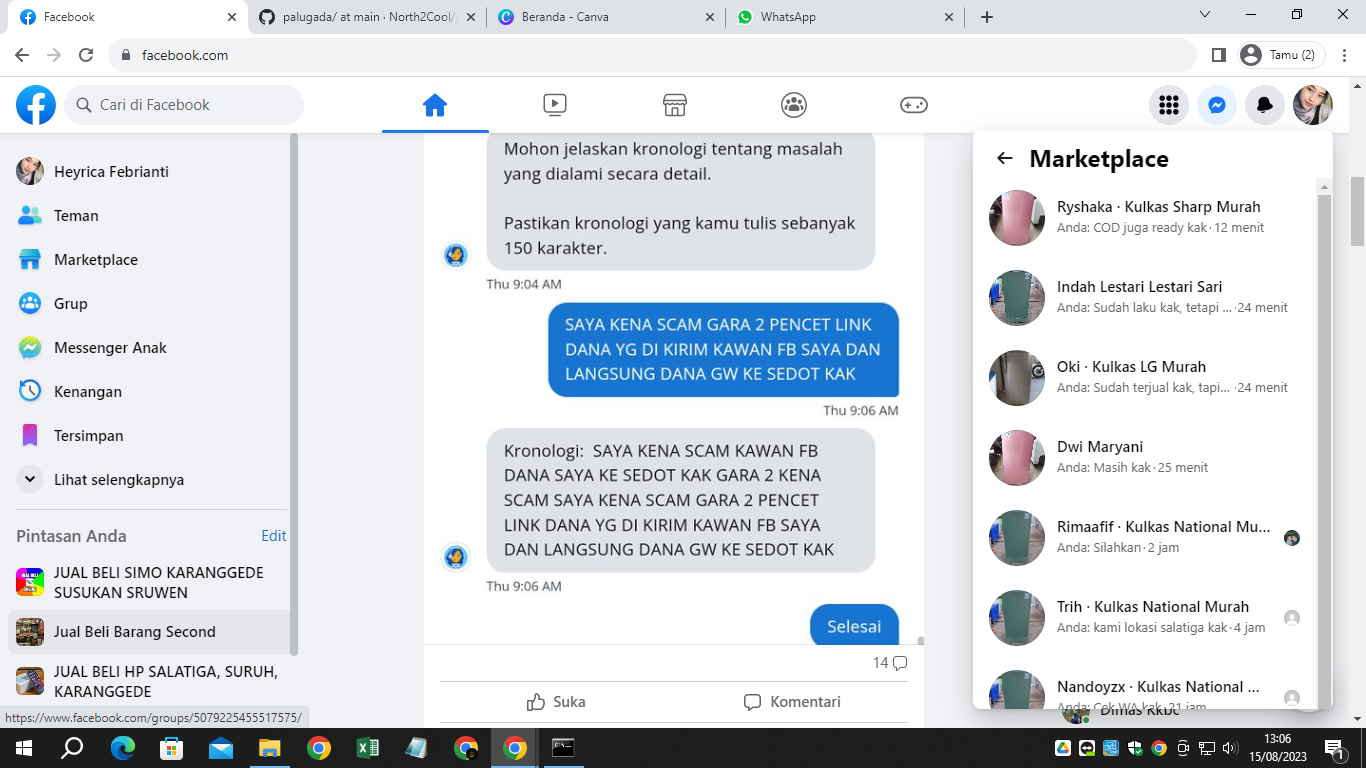 Facebook
palugada/ at main · North2Cool/
Beranda - Canva
WhatsApp
facebook.com
Tamu (2)
Cari di Facebook
Heyrica Febrianti
Teman
Marketplace
Grup
Messenger Anak
Kenangan
Tersimpan
Lihat selengkapnya
Pintasan Anda
Edit
JUAL BELI SIMO KARANGGEDE
SUSUKAN SRUWEN
Jual Beli Barang Second
JUAL BELI HP SALATIGA, SURUH,
KARANGGEDE
https://www.facebook.com/groups/5079225455517575/
Mohon jelaskan kronologi tentang masalah
yang dialami secara detail.
Pastikan kronologi yang kamu tulis sebanyak
150 karakter.
Thu 9:04 AM
SAYA KENA SCAM GARA 2 PENCET LINK
DANA YG DI KIRIM KAWAN FB SAYA DAN
LANGSUNG DANA GW KE SEDOT KAK
Thu 9:06 AM
Kronologi: SAYA KENA SCAM KAWAN FB
DANA SAYA KE SEDOT KAK GARA 2 KENA
SCAM SAYA KENA SCAM GARA 2 PENCET
LINK DANA YG DI KIRIM KAWAN FB SAYA
DAN LANGSUNG DANA GW KE SEDOT KAK
Thu 9:06 AM
Selesai
14
Suka
Komentari
Marketplace
Ryshaka · Kulkas Sharp Murah
Anda: COD juga ready kak · 12 menit
Indah Lestari Lestari Sari
Anda: Sudah laku kak, tetapi ... · 24 menit
Oki · Kulkas LG Murah
Anda: Sudah terjual kak, tapi... · 24 menit
Dwi Maryani
Anda: Masih kak · 25 menit
Rimaafif · Kulkas National Mu...
Anda: Silahkan · 2 jam
Trih · Kulkas National Murah
Anda: kami lokasi salatiga kak · 4 jam
Nandoyzx · Kulkas National ...
Anda: Cek WA kak · 21 jam
Dimas Kkbc
13:06
15/08/2023
1